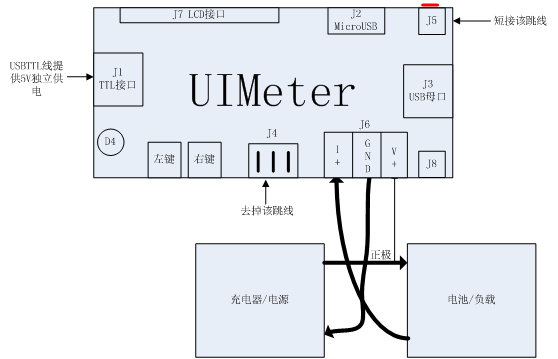 J7 LCD接口
J2
MicroUSB
J5
短接该跳线
USBTTL线提
供5V独立供
电
J1
TTL接口
UIMeter
J3
USB母口
D4
左键
右键
J4
J6
I
+
G
N
D
V
+
J8
去掉该跳线
正极
充电器/电源
电池/负载